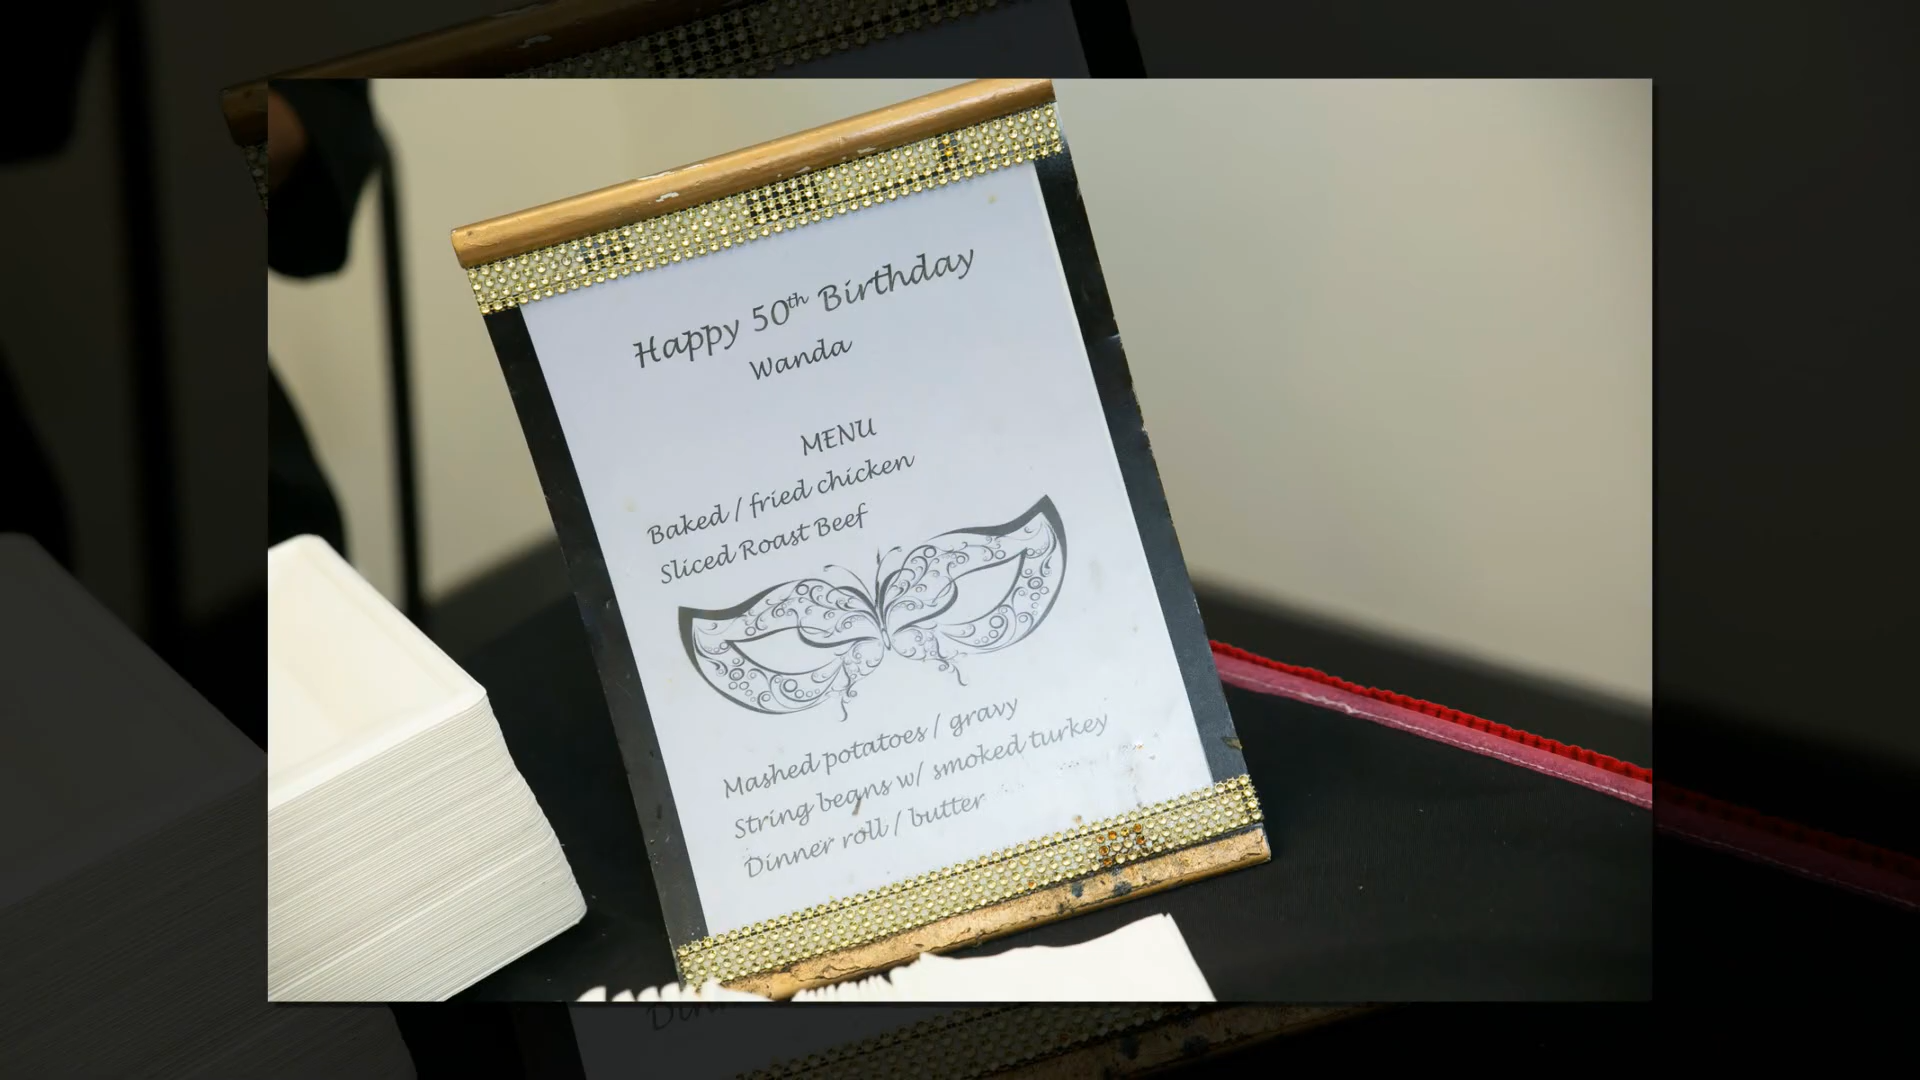 Happy 50th Birthday
Wanda
MENU
Baked / fried chicken
Sliced Roast Beef
Mashed potatoes / gravy
String beans w/ smoked turkey
Dinner roll / butter